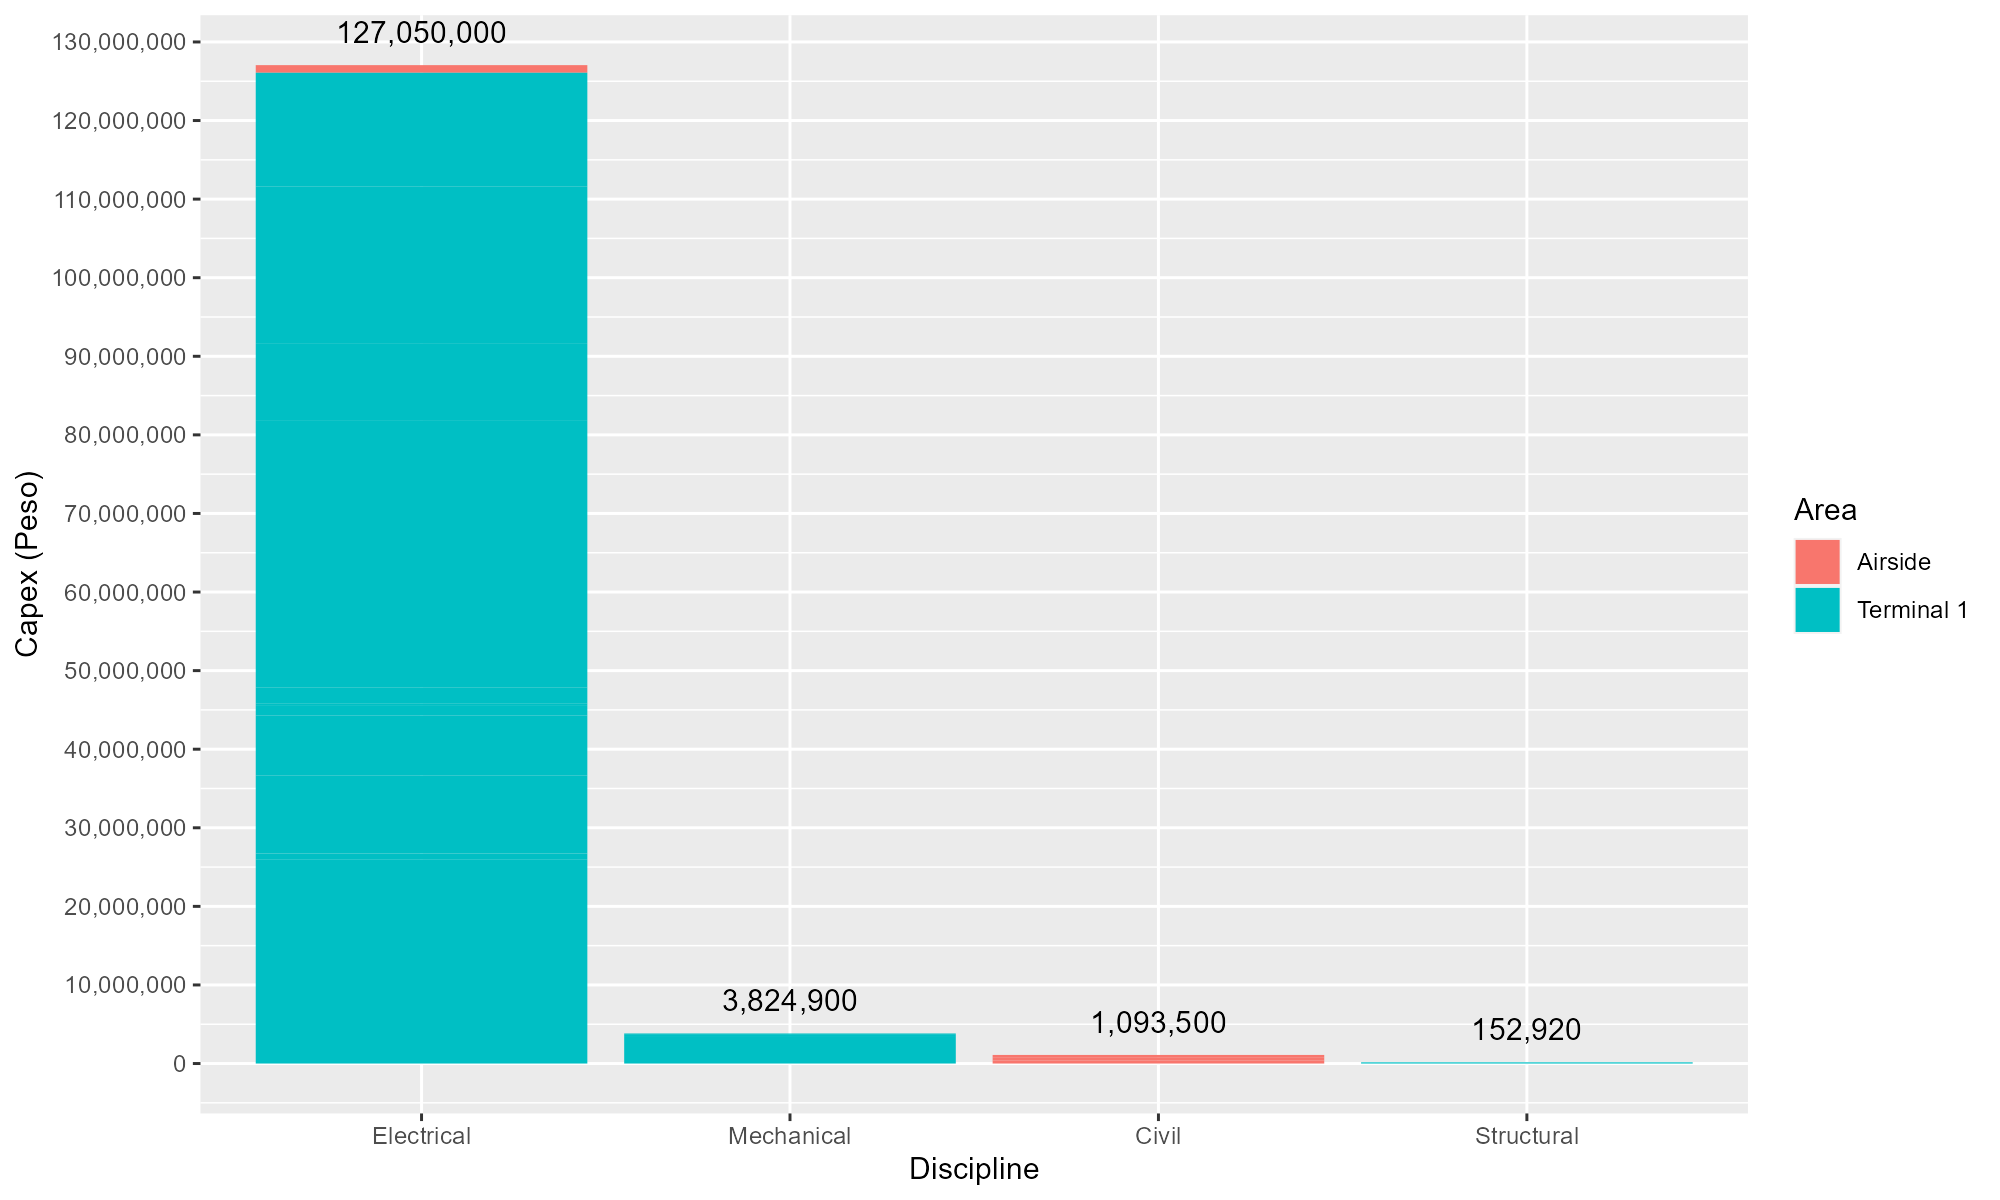 127,050,000
130,000,000
120,000,000
110,000,000
100,000,000
90,000,000
80,000,000
70,000,000
60,000,000
50,000,000
40,000,000
30,000,000
20,000,000
10,000,000
0
Capex (Peso)
3,824,900
1,093,500
152,920
Electrical
Mechanical
Civil
Structural
Discipline
Area
Airside
Terminal 1